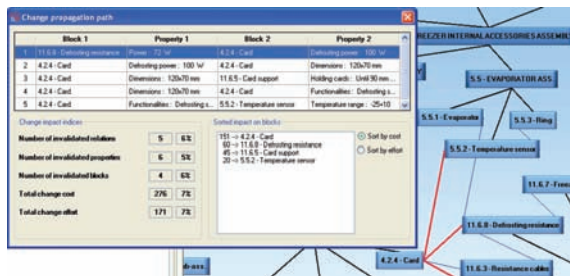 Change propagation path
Block 1 Property 1 Block 2 Property 2
1 11.6.8 - Defrosting resistance Power : 72 W 4.2.4 - Card Defrosting power : 100 W
2 4.2.4 - Card Defrosting power : 100 W 4.2.4 - Card Dimensions : 120x70 mm
3 4.2.4 - Card Dimensions : 120x70 mm 11.6.5 - Card support Holding cards : Until 90 mm ...
4 4.2.4 - Card Dimensions : 120x70 mm 4.2.4 - Card Functionalities : Defrosting s...
5 4.2.4 - Card Functionalities : Defrosting s... 5.5.2 - Temperature sensor Temperature range : -25+10
Change impact indices
Number of invalidated relations 5 6%
Number of invalidated properties 6 5%
Number of invalidated blocks 4 6%
Total change cost 276 7%
Total change effort 171 7%
Sorted impact on blocks
151 -> 4.2.4 - Card
60 -> 11.6.8 - Defrosting resistance
45 -> 11.6.5 - Card support
20 -> 5.5.2 - Temperature sensor
Sort by cost
Sort by effort
REEZER INTERNAL ACCESSORIES ASSEMBL
5.5 - EVAPORATOR ASS.
5.5.1 - Evaporator
5.5.3 - Ring
5.5.2 - Temperature sensor
11.6.7 -
11.6.8 - Defrosting resistance
4.2.4 - Card
11.6.3 - Resistance cables